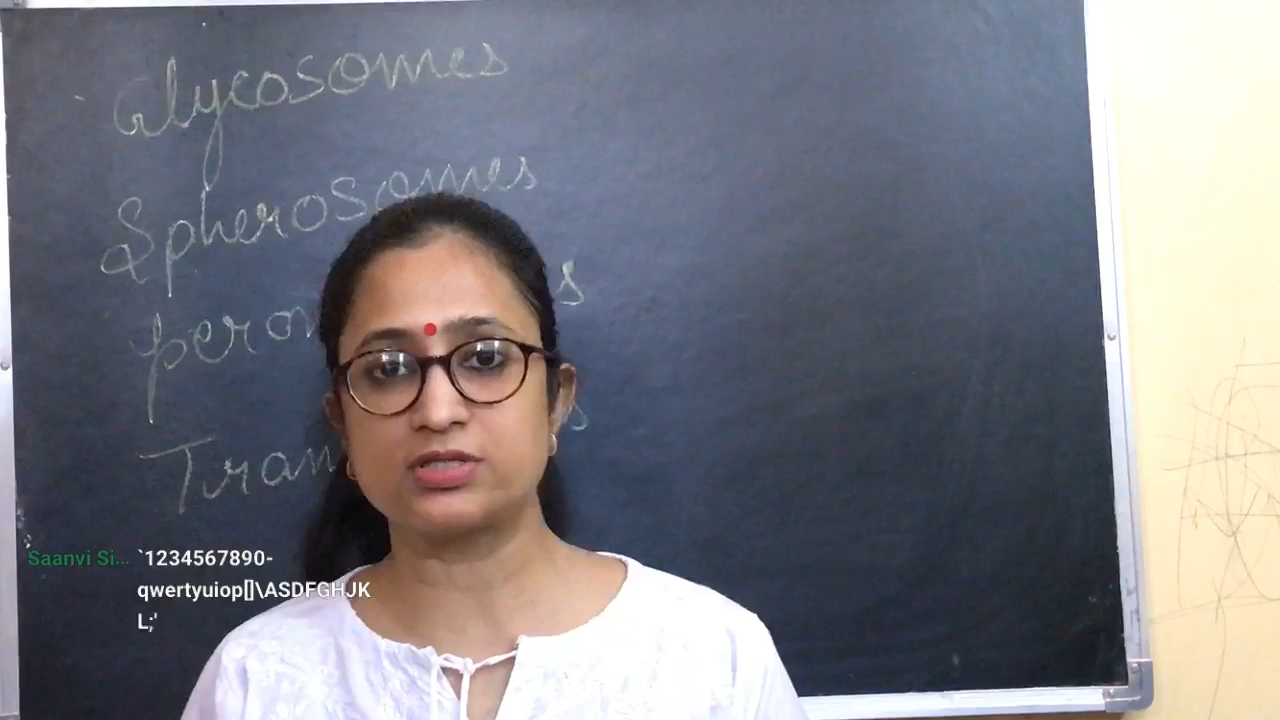 Glycosomes
Spherosomes
Saanvi Si... `1234567890-
qwertyuiop[]\ASDFGHJK
L;'